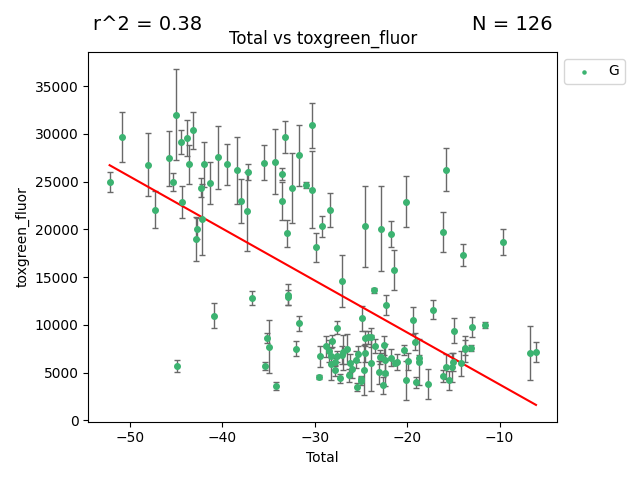 r^2 = 0.38
N = 126
Total vs toxgreen_fluor
G
35000
30000
25000
20000
15000
10000
5000
0
toxgreen_fluor
−50
−40
−30
−20
−10
Total